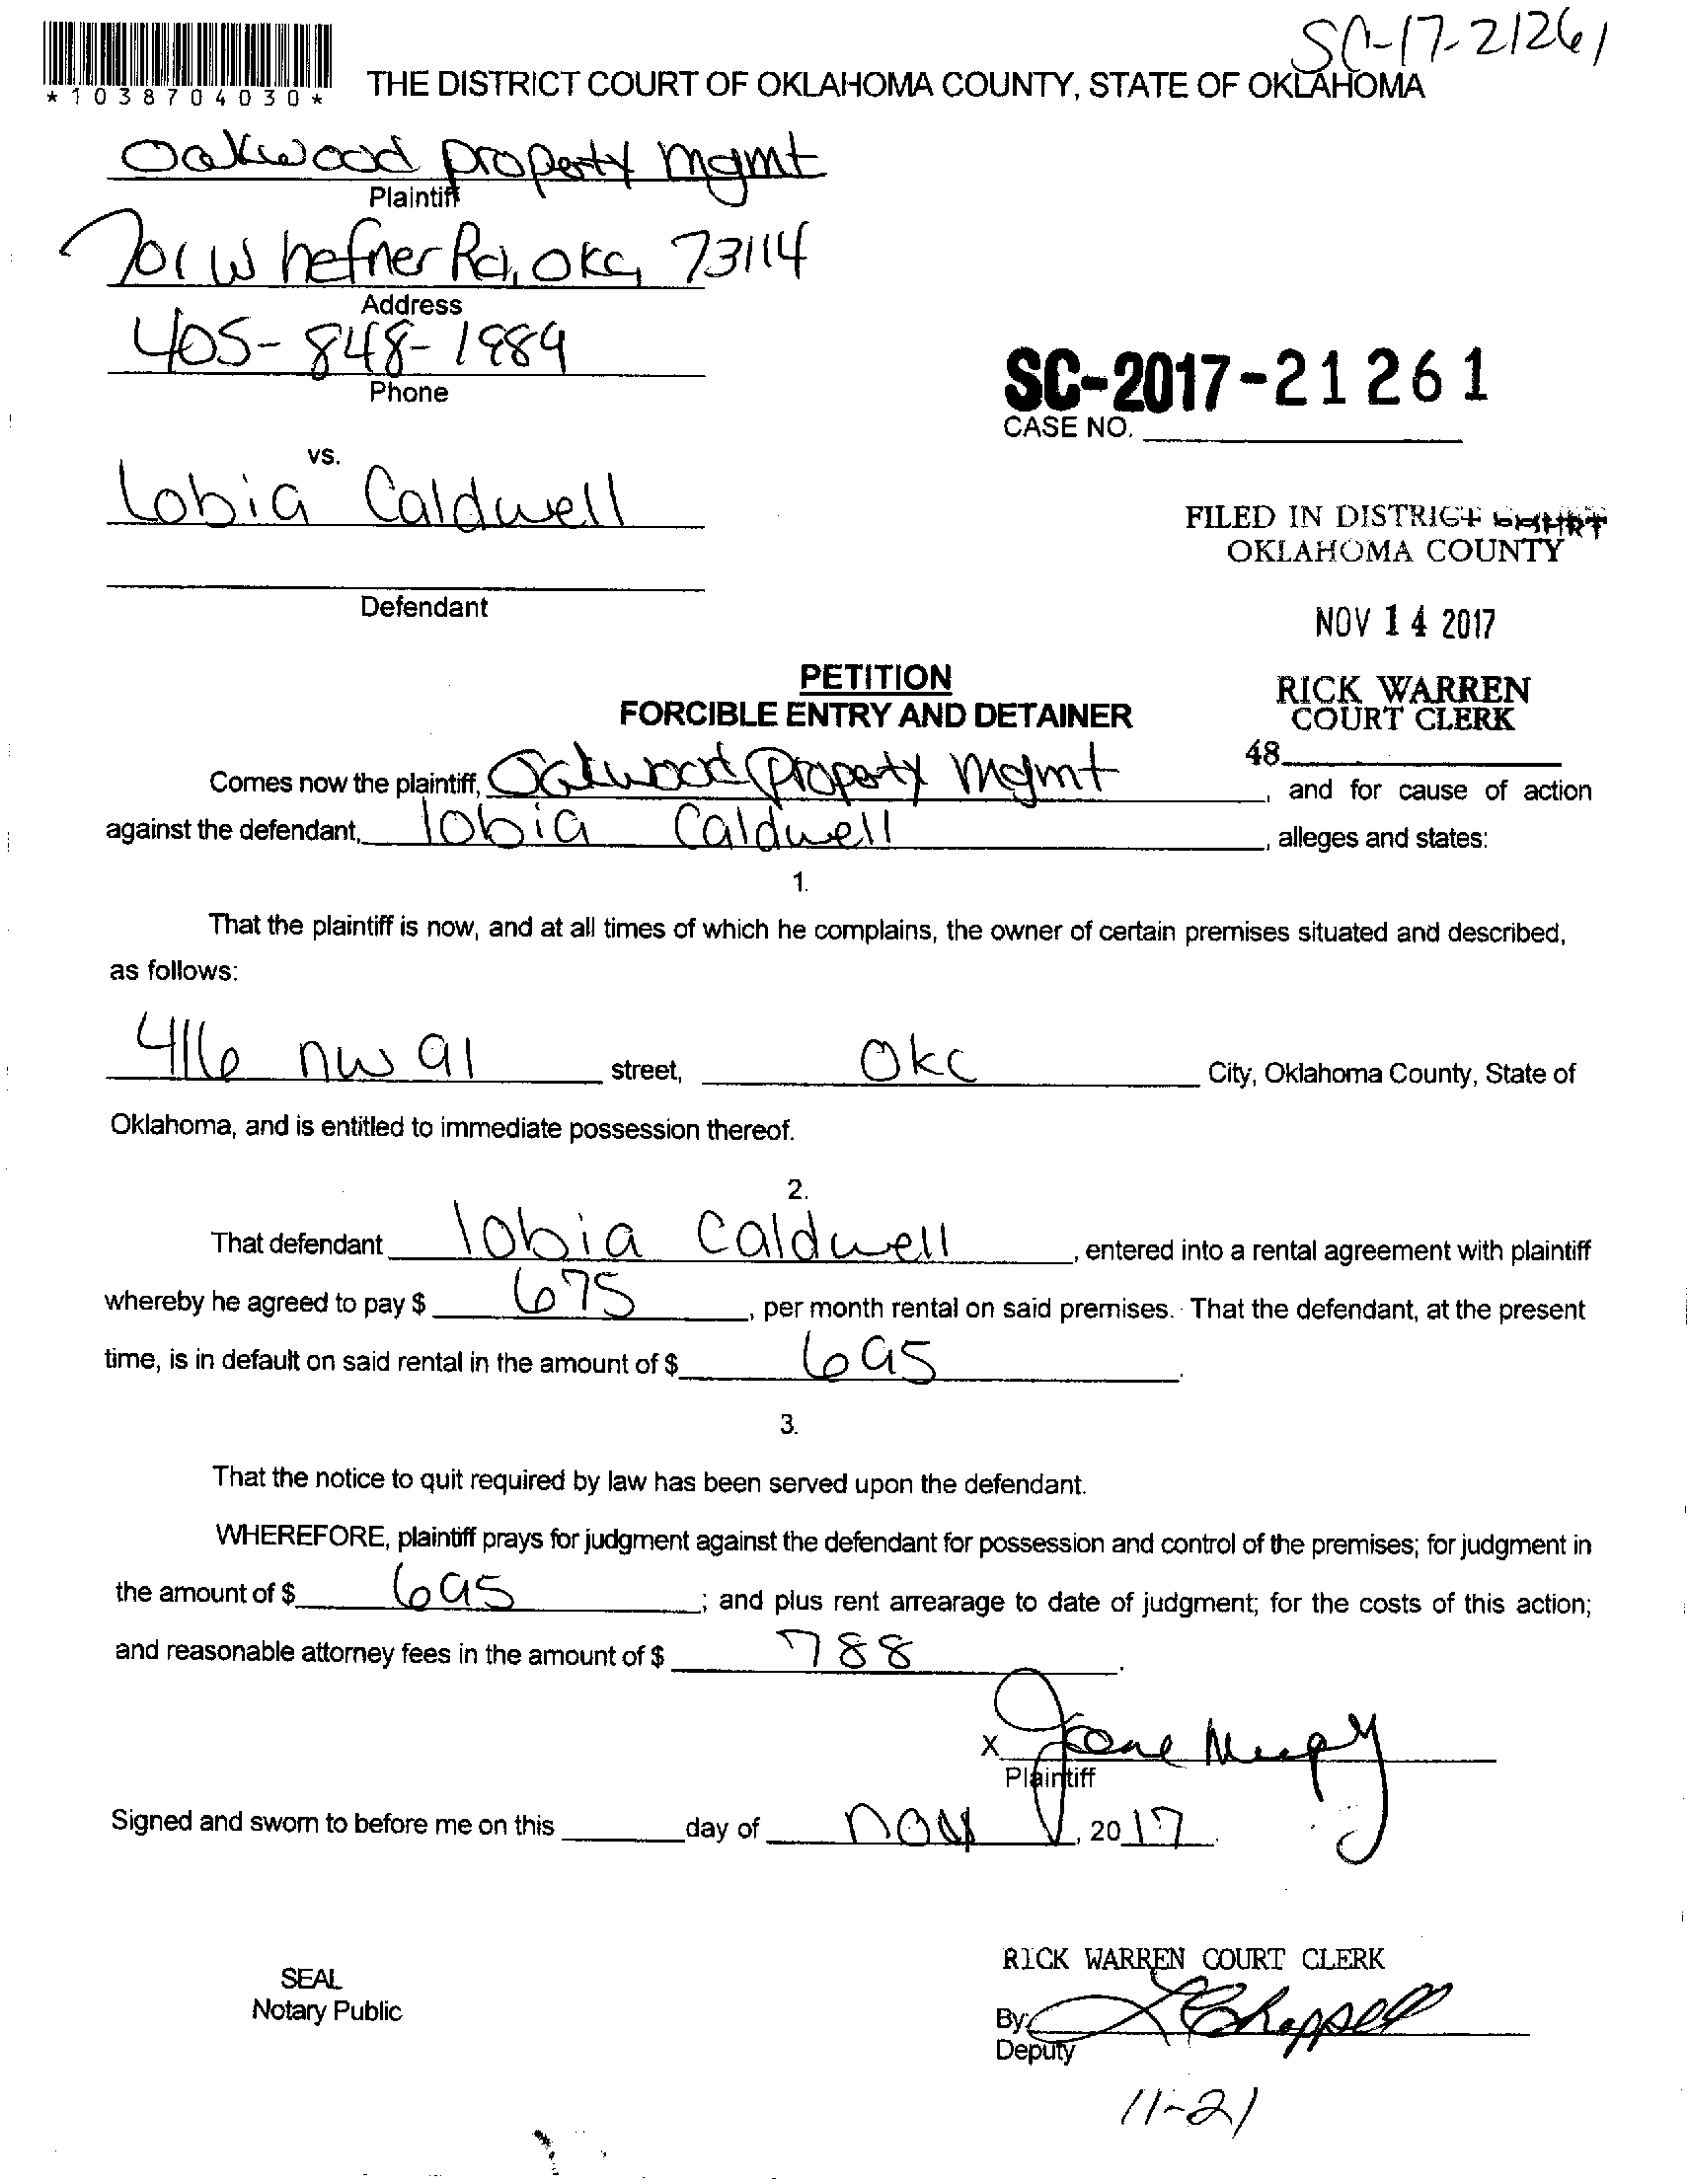 SC-17-21261
*1038704030*
THE DISTRICT COURT OF OKLAHOMA COUNTY, STATE OF OKLAHOMA
Oakwood property mgmt
Plaintiff
701 W hefner Rd, OKC, 73114
Address
405-848-1989
Phone
SC-2017-21261
CASE NO.
vs.
Lobia Caldwell
FILED IN DISTRICT COURT
OKLAHOMA COUNTY
Defendant
NOV 14 2017
PETITION
RICK WARREN
FORCIBLE ENTRY AND DETAINER
COURT CLERK
48
Comes now the plaintiff, Oakwood property mgmt, and for cause of action
against the defendant, lobia Caldwell, alleges and states:
1.
That the plaintiff is now, and at all times of which he complains, the owner of certain premises situated and described,
as follows:
416 nw 91 street, OKC City, Oklahoma County, State of
Oklahoma, and is entitled to immediate possession thereof.
2.
That defendant lobia Caldwell, entered into a rental agreement with plaintiff
whereby he agreed to pay $ 675, per month rental on said premises. That the defendant, at the present
time, is in default on said rental in the amount of $ 695.
3.
That the notice to quit required by law has been served upon the defendant.
WHEREFORE, plaintiff prays for judgment against the defendant for possession and control of the premises; for judgment in
the amount of $ 695; and plus rent arrearage to date of judgment; for the costs of this action;
and reasonable attorney fees in the amount of $ 788.
X
Plaintiff
Signed and sworn to before me on this day of nov, 2017.
RICK WARREN COURT CLERK
SEAL
Notary Public
By: Chappell
Deputy
11-21